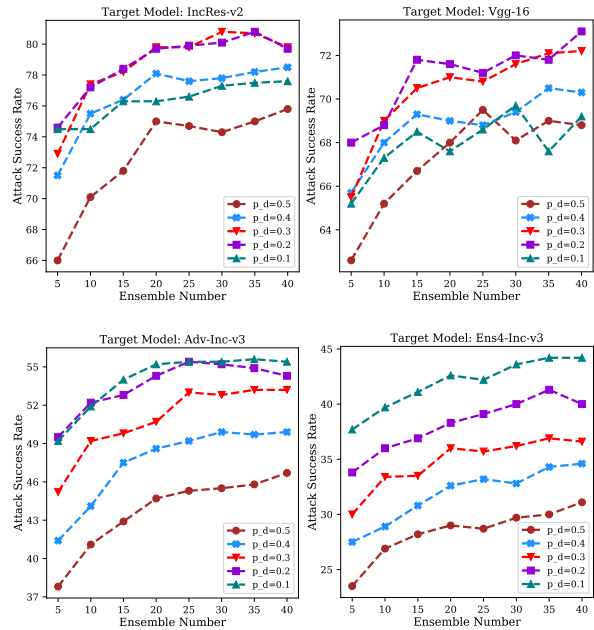 Target Model: IncRes-v2
Attack Success Rate
80
78
76
74
72
70
68
66
5 10 15 20 25 30 35 40
Ensemble Number
p_d=0.5
p_d=0.4
p_d=0.3
p_d=0.2
p_d=0.1
Target Model: Vgg-16
Attack Success Rate
72
70
68
66
64
5 10 15 20 25 30 35 40
Ensemble Number
p_d=0.5
p_d=0.4
p_d=0.3
p_d=0.2
p_d=0.1
Target Model: Adv-Inc-v3
Attack Success Rate
55
52
49
46
43
40
37
5 10 15 20 25 30 35 40
Ensemble Number
p_d=0.5
p_d=0.4
p_d=0.3
p_d=0.2
p_d=0.1
Target Model: Ens4-Inc-v3
Attack Success Rate
45
40
35
30
25
5 10 15 20 25 30 35 40
Ensemble Number
p_d=0.5
p_d=0.4
p_d=0.3
p_d=0.2
p_d=0.1